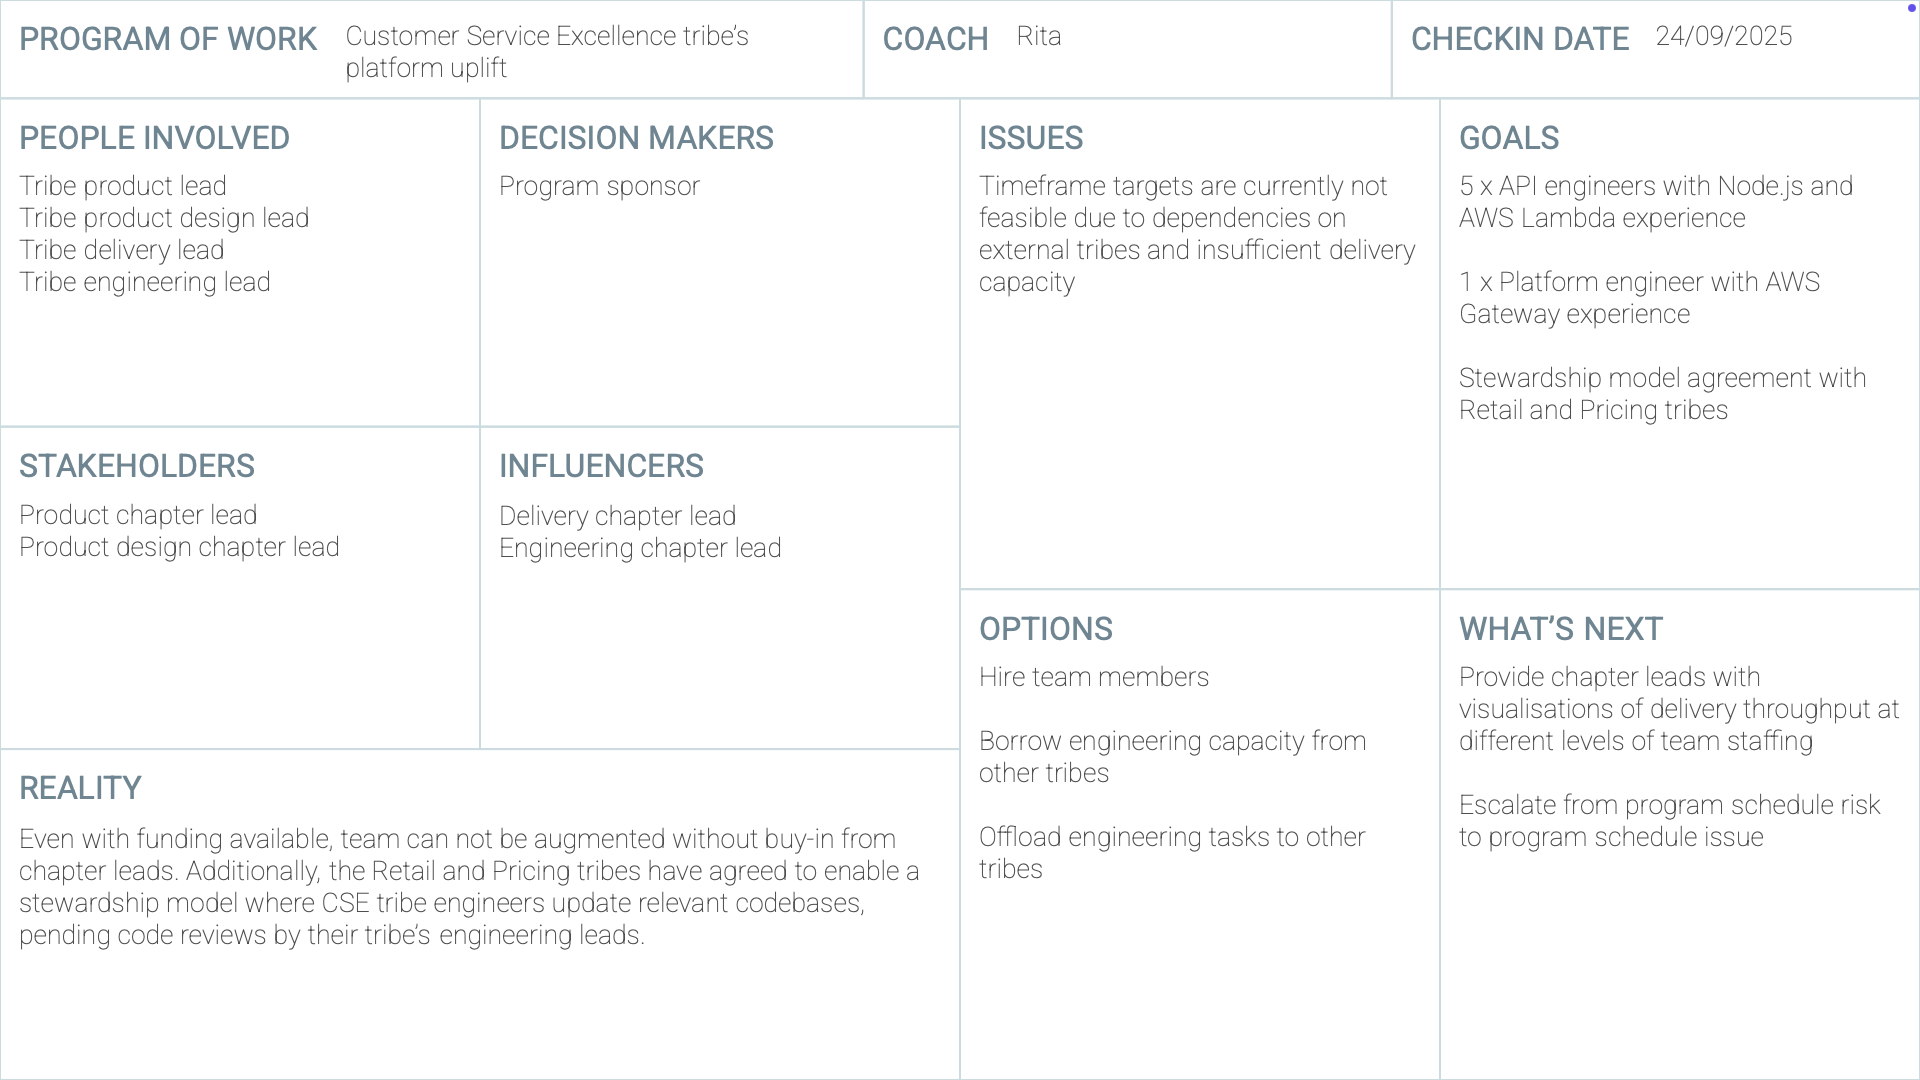 PROGRAM OF WORK
Customer Service Excellence tribe’s
platform uplift
COACH
Rita
CHECKIN DATE
24/09/2025
PEOPLE INVOLVED
Tribe product lead
Tribe product design lead
Tribe delivery lead
Tribe engineering lead
DECISION MAKERS
Program sponsor
STAKEHOLDERS
Product chapter lead
Product design chapter lead
INFLUENCERS
Delivery chapter lead
Engineering chapter lead
REALITY
Even with funding available, team can not be augmented without buy-in from
chapter leads. Additionally, the Retail and Pricing tribes have agreed to enable a
stewardship model where CSE tribe engineers update relevant codebases,
pending code reviews by their tribe’s engineering leads.
ISSUES
Timeframe targets are currently not
feasible due to dependencies on
external tribes and insufficient delivery
capacity
GOALS
5 x API engineers with Node.js and
AWS Lambda experience
1 x Platform engineer with AWS
Gateway experience
Stewardship model agreement with
Retail and Pricing tribes
OPTIONS
Hire team members
Borrow engineering capacity from
other tribes
Offload engineering tasks to other
tribes
WHAT’S NEXT
Provide chapter leads with
visualisations of delivery throughput at
different levels of team staffing
Escalate from program schedule risk
to program schedule issue